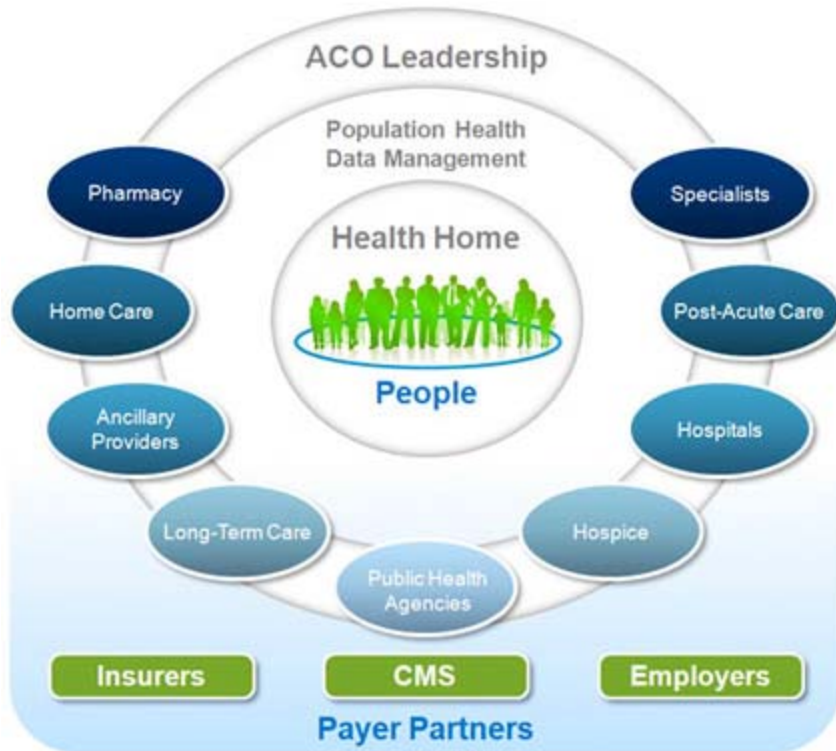 ACO Leadership
Population Health
Data Management
Pharmacy
Specialists
Health Home
Home Care
Post-Acute Care
People
Ancillary
Providers
Hospitals
Long-Term Care
Hospice
Public Health
Agencies
Insurers
CMS
Employers
Payer Partners